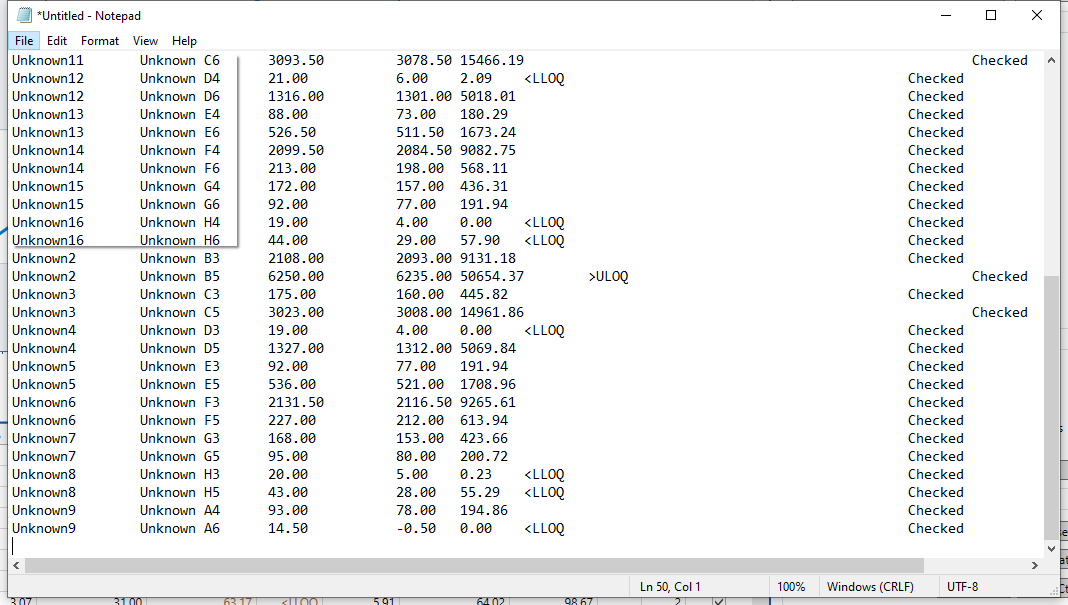 *Untitled - Notepad
File Edit Format View Help
Unknown11 Unknown C6 3093.50 3078.50 15466.19 Checked
Unknown12 Unknown D4 21.00 6.00 2.09 <LLOQ Checked
Unknown12 Unknown D6 1316.00 1301.00 5018.01 Checked
Unknown13 Unknown E4 88.00 73.00 180.29 Checked
Unknown13 Unknown E6 526.50 511.50 1673.24 Checked
Unknown14 Unknown F4 2099.50 2084.50 9082.75 Checked
Unknown14 Unknown F6 213.00 198.00 568.11 Checked
Unknown15 Unknown G4 172.00 157.00 436.31 Checked
Unknown15 Unknown G6 92.00 77.00 191.94 Checked
Unknown16 Unknown H4 19.00 4.00 0.00 <LLOQ Checked
Unknown16 Unknown H6 44.00 29.00 57.90 <LLOQ Checked
Unknown2 Unknown B3 2108.00 2093.00 9131.18 Checked
Unknown2 Unknown B5 6250.00 6235.00 50654.37 >ULOQ Checked
Unknown3 Unknown C3 175.00 160.00 445.82 Checked
Unknown3 Unknown C5 3023.00 3008.00 14961.86 Checked
Unknown4 Unknown D3 19.00 4.00 0.00 <LLOQ Checked
Unknown4 Unknown D5 1327.00 1312.00 5069.84 Checked
Unknown5 Unknown E3 92.00 77.00 191.94 Checked
Unknown5 Unknown E5 536.00 521.00 1708.96 Checked
Unknown6 Unknown F3 2131.50 2116.50 9265.61 Checked
Unknown6 Unknown F5 227.00 212.00 613.94 Checked
Unknown7 Unknown G3 168.00 153.00 423.66 Checked
Unknown7 Unknown G5 95.00 80.00 200.72 Checked
Unknown8 Unknown H3 20.00 5.00 0.23 <LLOQ Checked
Unknown8 Unknown H5 43.00 28.00 55.29 <LLOQ Checked
Unknown9 Unknown A4 93.00 78.00 194.86 Checked
Unknown9 Unknown A6 14.50 -0.50 0.00 <LLOQ Checked
Ln 50, Col 1 100% Windows (CRLF) UTF-8
3.07 31.00 63.17 <LLOQ 5.91 64.02 98.67 2